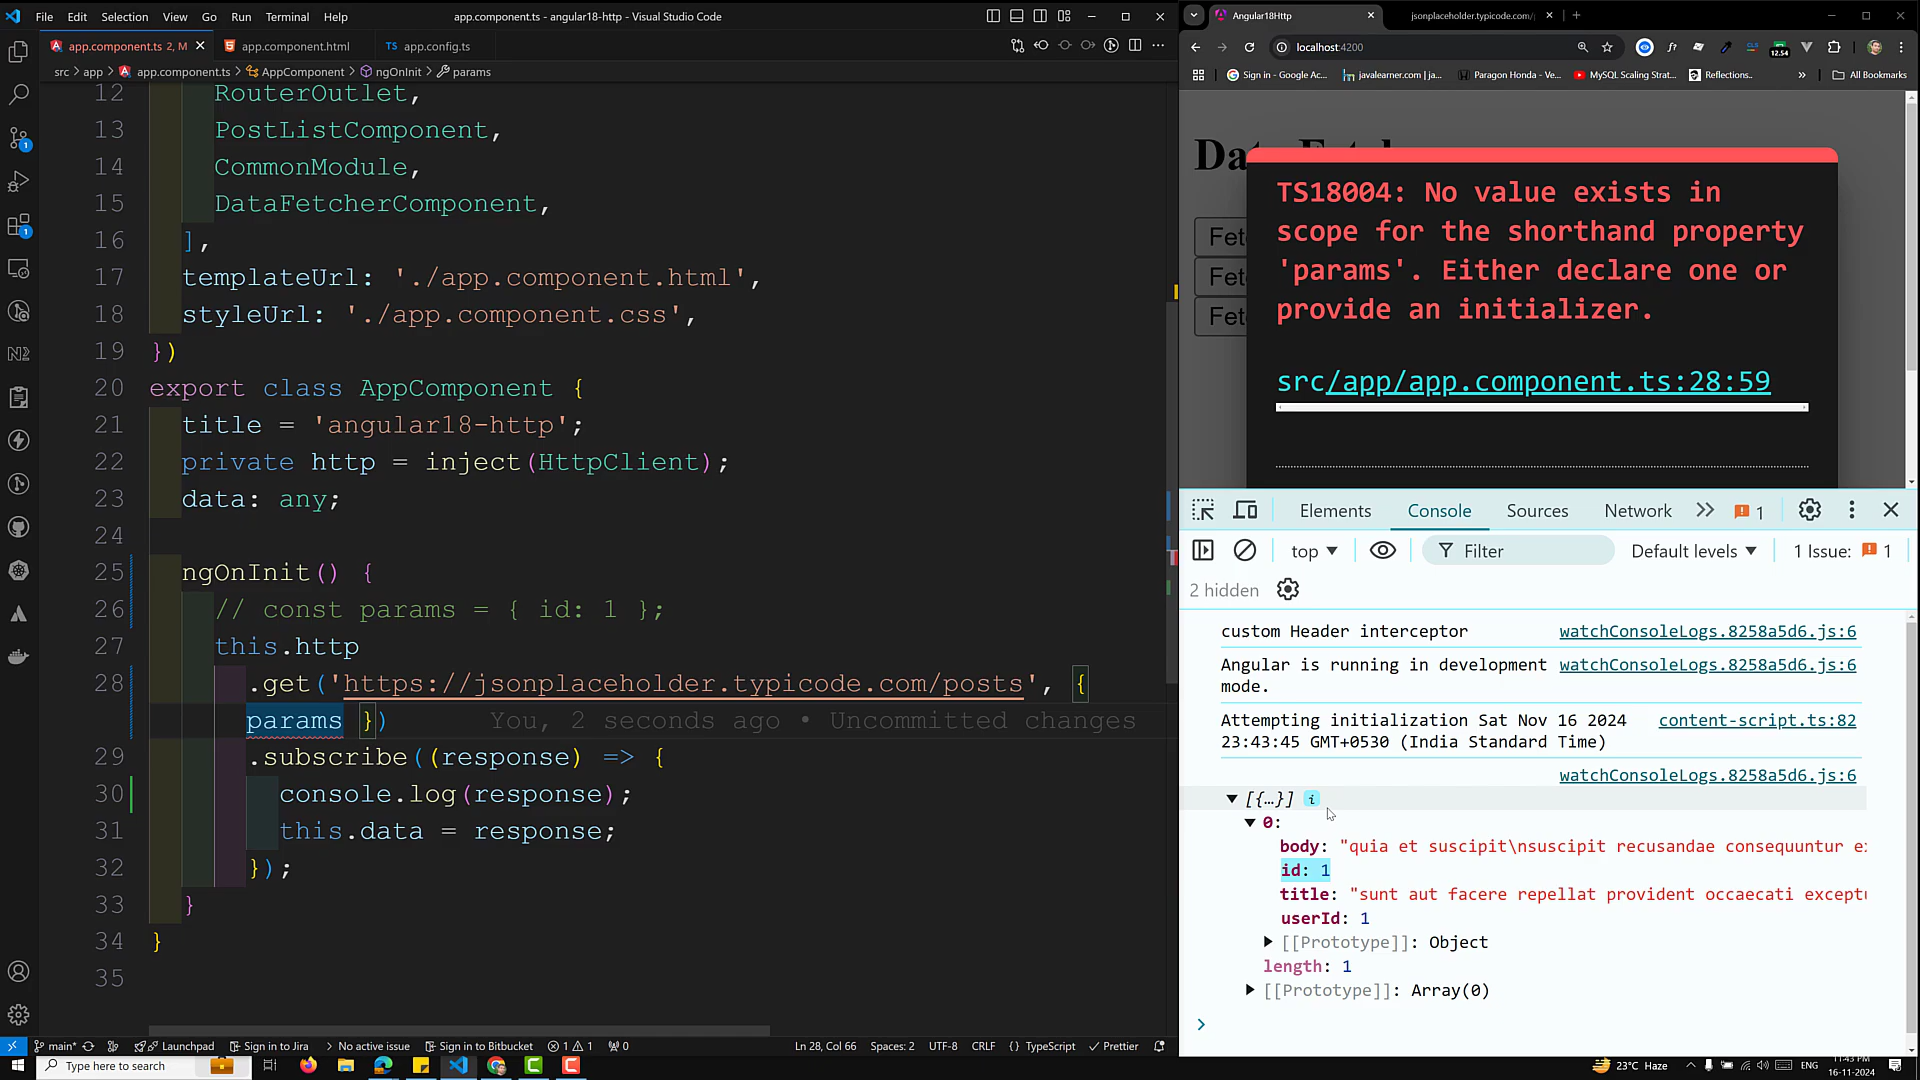 File Edit Selection View Go Run Terminal Help
app.component.ts - angular18-http - Visual Studio Code
app.component.ts 2, M
app.component.html
app.config.ts
src > app > app.component.ts > AppComponent > ngOnInit > params
12 RouterOutlet,
13 PostListComponent,
14 CommonModule,
15 DataFetcherComponent,
16 ],
17 templateUrl: './app.component.html',
18 styleUrl: './app.component.css',
19 })
20 export class AppComponent {
21 title = 'angular18-http';
22 private http = inject(HttpClient);
23 data: any;
24
25 ngOnInit() {
26 // const params = { id: 1 };
27 this.http
28 .get('https://jsonplaceholder.typicode.com/posts', {
params }) You, 2 seconds ago • Uncommitted changes
29 .subscribe((response) => {
30 console.log(response);
31 this.data = response;
32 });
33 }
34 }
35
main* Launchpad Sign in to Jira No active issue Sign in to Bitbucket 1 1 0
Ln 28, Col 66 Spaces: 2 UTF-8 CRLF {} TypeScript Prettier
Angular18Http
jsonplaceholder.typicode.com/
localhost:4200
12.54
Sign in - Google Ac...
javalearner.com | ja...
Paragon Honda - Ve...
MySQL Scaling Strat...
Reflections..
All Bookmarks
TS18004: No value exists in
scope for the shorthand property
'params'. Either declare one or
provide an initializer.
src/app/app.component.ts:28:59
Elements Console Sources Network 1
top Filter Default levels 1 Issue: 1
2 hidden
custom Header interceptor watchConsoleLogs.8258a5d6.js:6
Angular is running in development watchConsoleLogs.8258a5d6.js:6
mode.
Attempting initialization Sat Nov 16 2024 content-script.ts:82
23:43:45 GMT+0530 (India Standard Time)
watchConsoleLogs.8258a5d6.js:6
[{…}] i
0:
body: "quia et suscipit\nsuscipit recusandae consequuntur
id: 1
title: "sunt aut facere repellat provident occaecati
userId: 1
[[Prototype]]: Object
length: 1
[[Prototype]]: Array(0)
Type here to search
23°C Haze
ENG
11:43 PM
16-11-2024